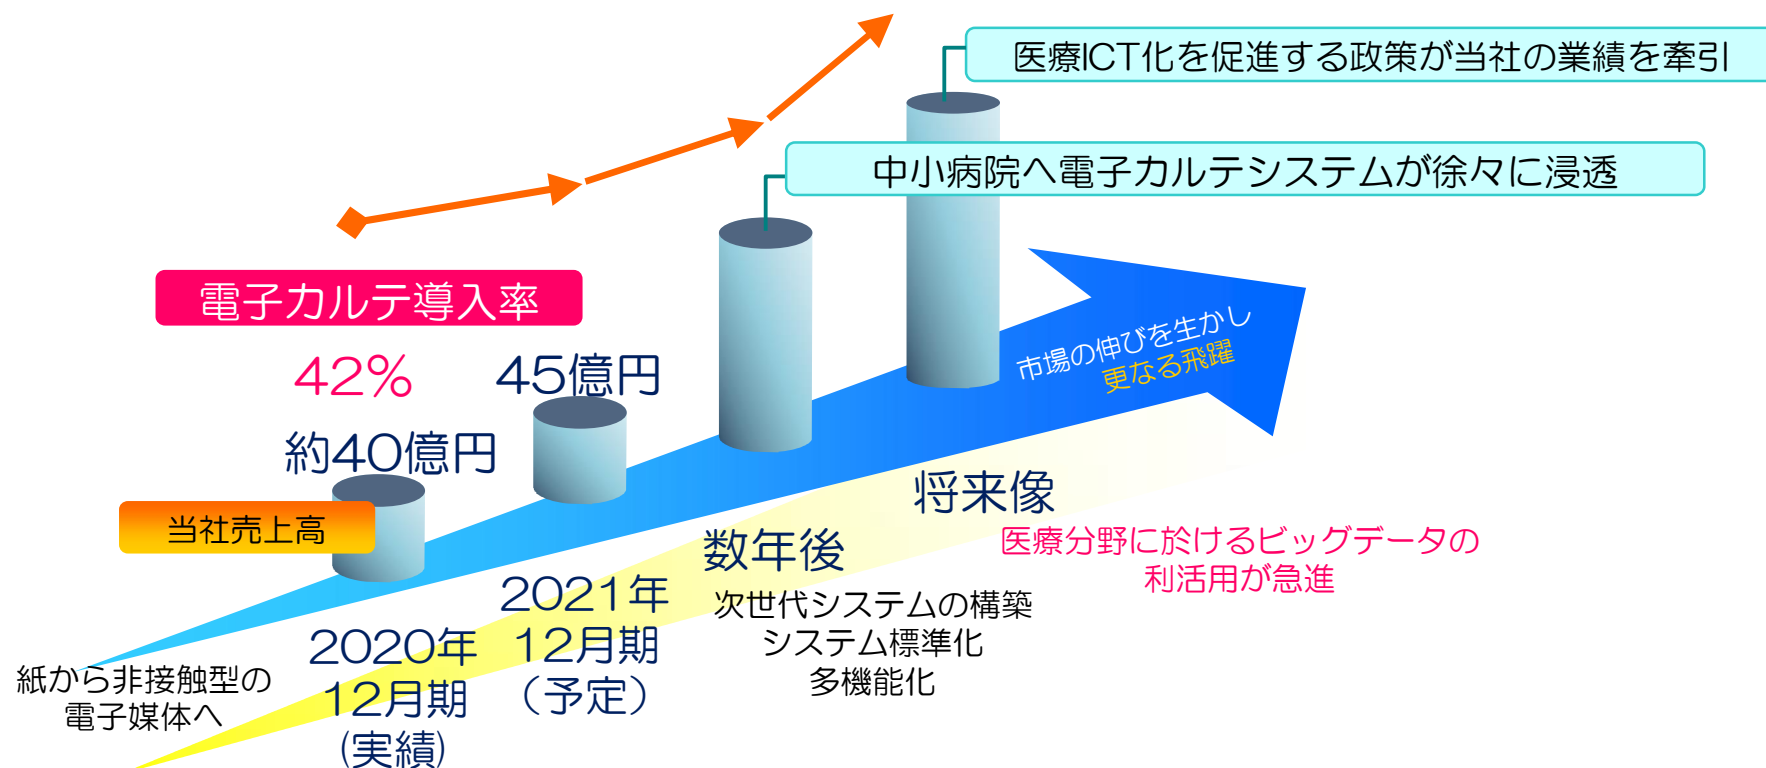 医療ICT化を促進する政策が当社の業績を牽引
中小病院へ電子カルテシステムが徐々に浸透
電子カルテ導入率
42%
45億円
約40億円
当社売上高
市場の伸びを生かし
更なる飛躍
将来像
医療分野に於けるビッグデータの
利活用が急進
数年後
次世代システムの構築
システム標準化
多機能化
2021年
12月期
（予定）
2020年
12月期
(実績)
紙から非接触型の
電子媒体へ